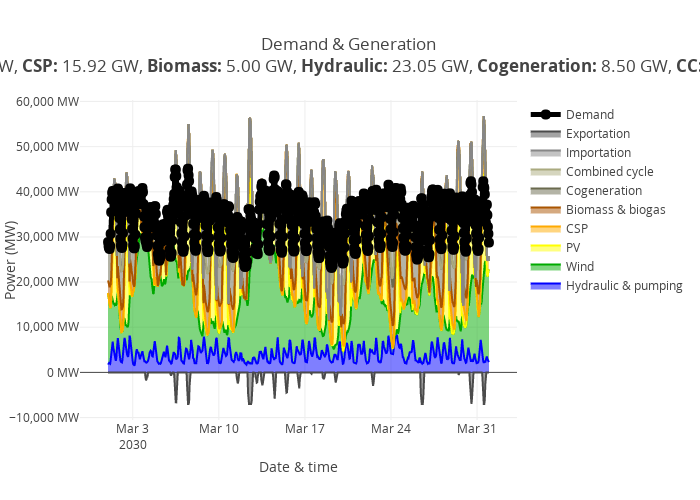 Demand & Generation
W, CSP: 15.92 GW, Biomass: 5.00 GW, Hydraulic: 23.05 GW, Cogeneration: 8.50 GW, CC:
60,000 MW
50,000 MW
40,000 MW
30,000 MW
20,000 MW
10,000 MW
0 MW
−10,000 MW
Power (MW)
Mar 3
2030
Mar 10
Mar 17
Mar 24
Mar 31
Date & time
Demand
Exportation
Importation
Combined cycle
Cogeneration
Biomass & biogas
CSP
PV
Wind
Hydraulic & pumping